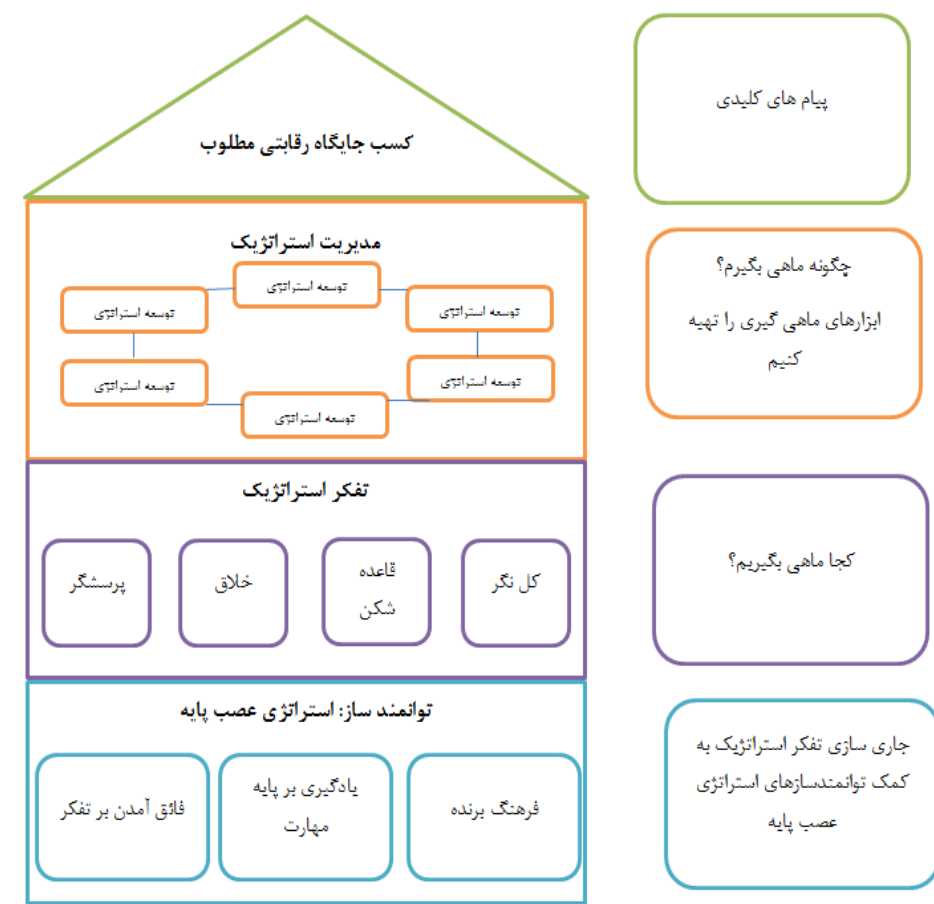 کسب جایگاه رقابتی مطلوب
پیام های کلیدی
مدیریت استراتژیک
توسعه استراتژی
توسعه استراتژی
توسعه استراتژی
توسعه استراتژی
توسعه استراتژی
توسعه استراتژی
چگونه ماهی بگیرم؟
ابزارهای ماهی گیری را تهیه
کنیم
تفکر استراتژیک
کل نگر
قاعده
شکن
خلاق
پرسشگر
کجا ماهی بگیریم؟
توانمند ساز: استراتژی عصب پایه
فرهنگ برنده
یادگیری بر پایه
مهارت
فائق آمدن بر تفکر
جاری سازی تفکر استراتژیک به
کمک توانمندسازهای استراتژی
عصب پایه